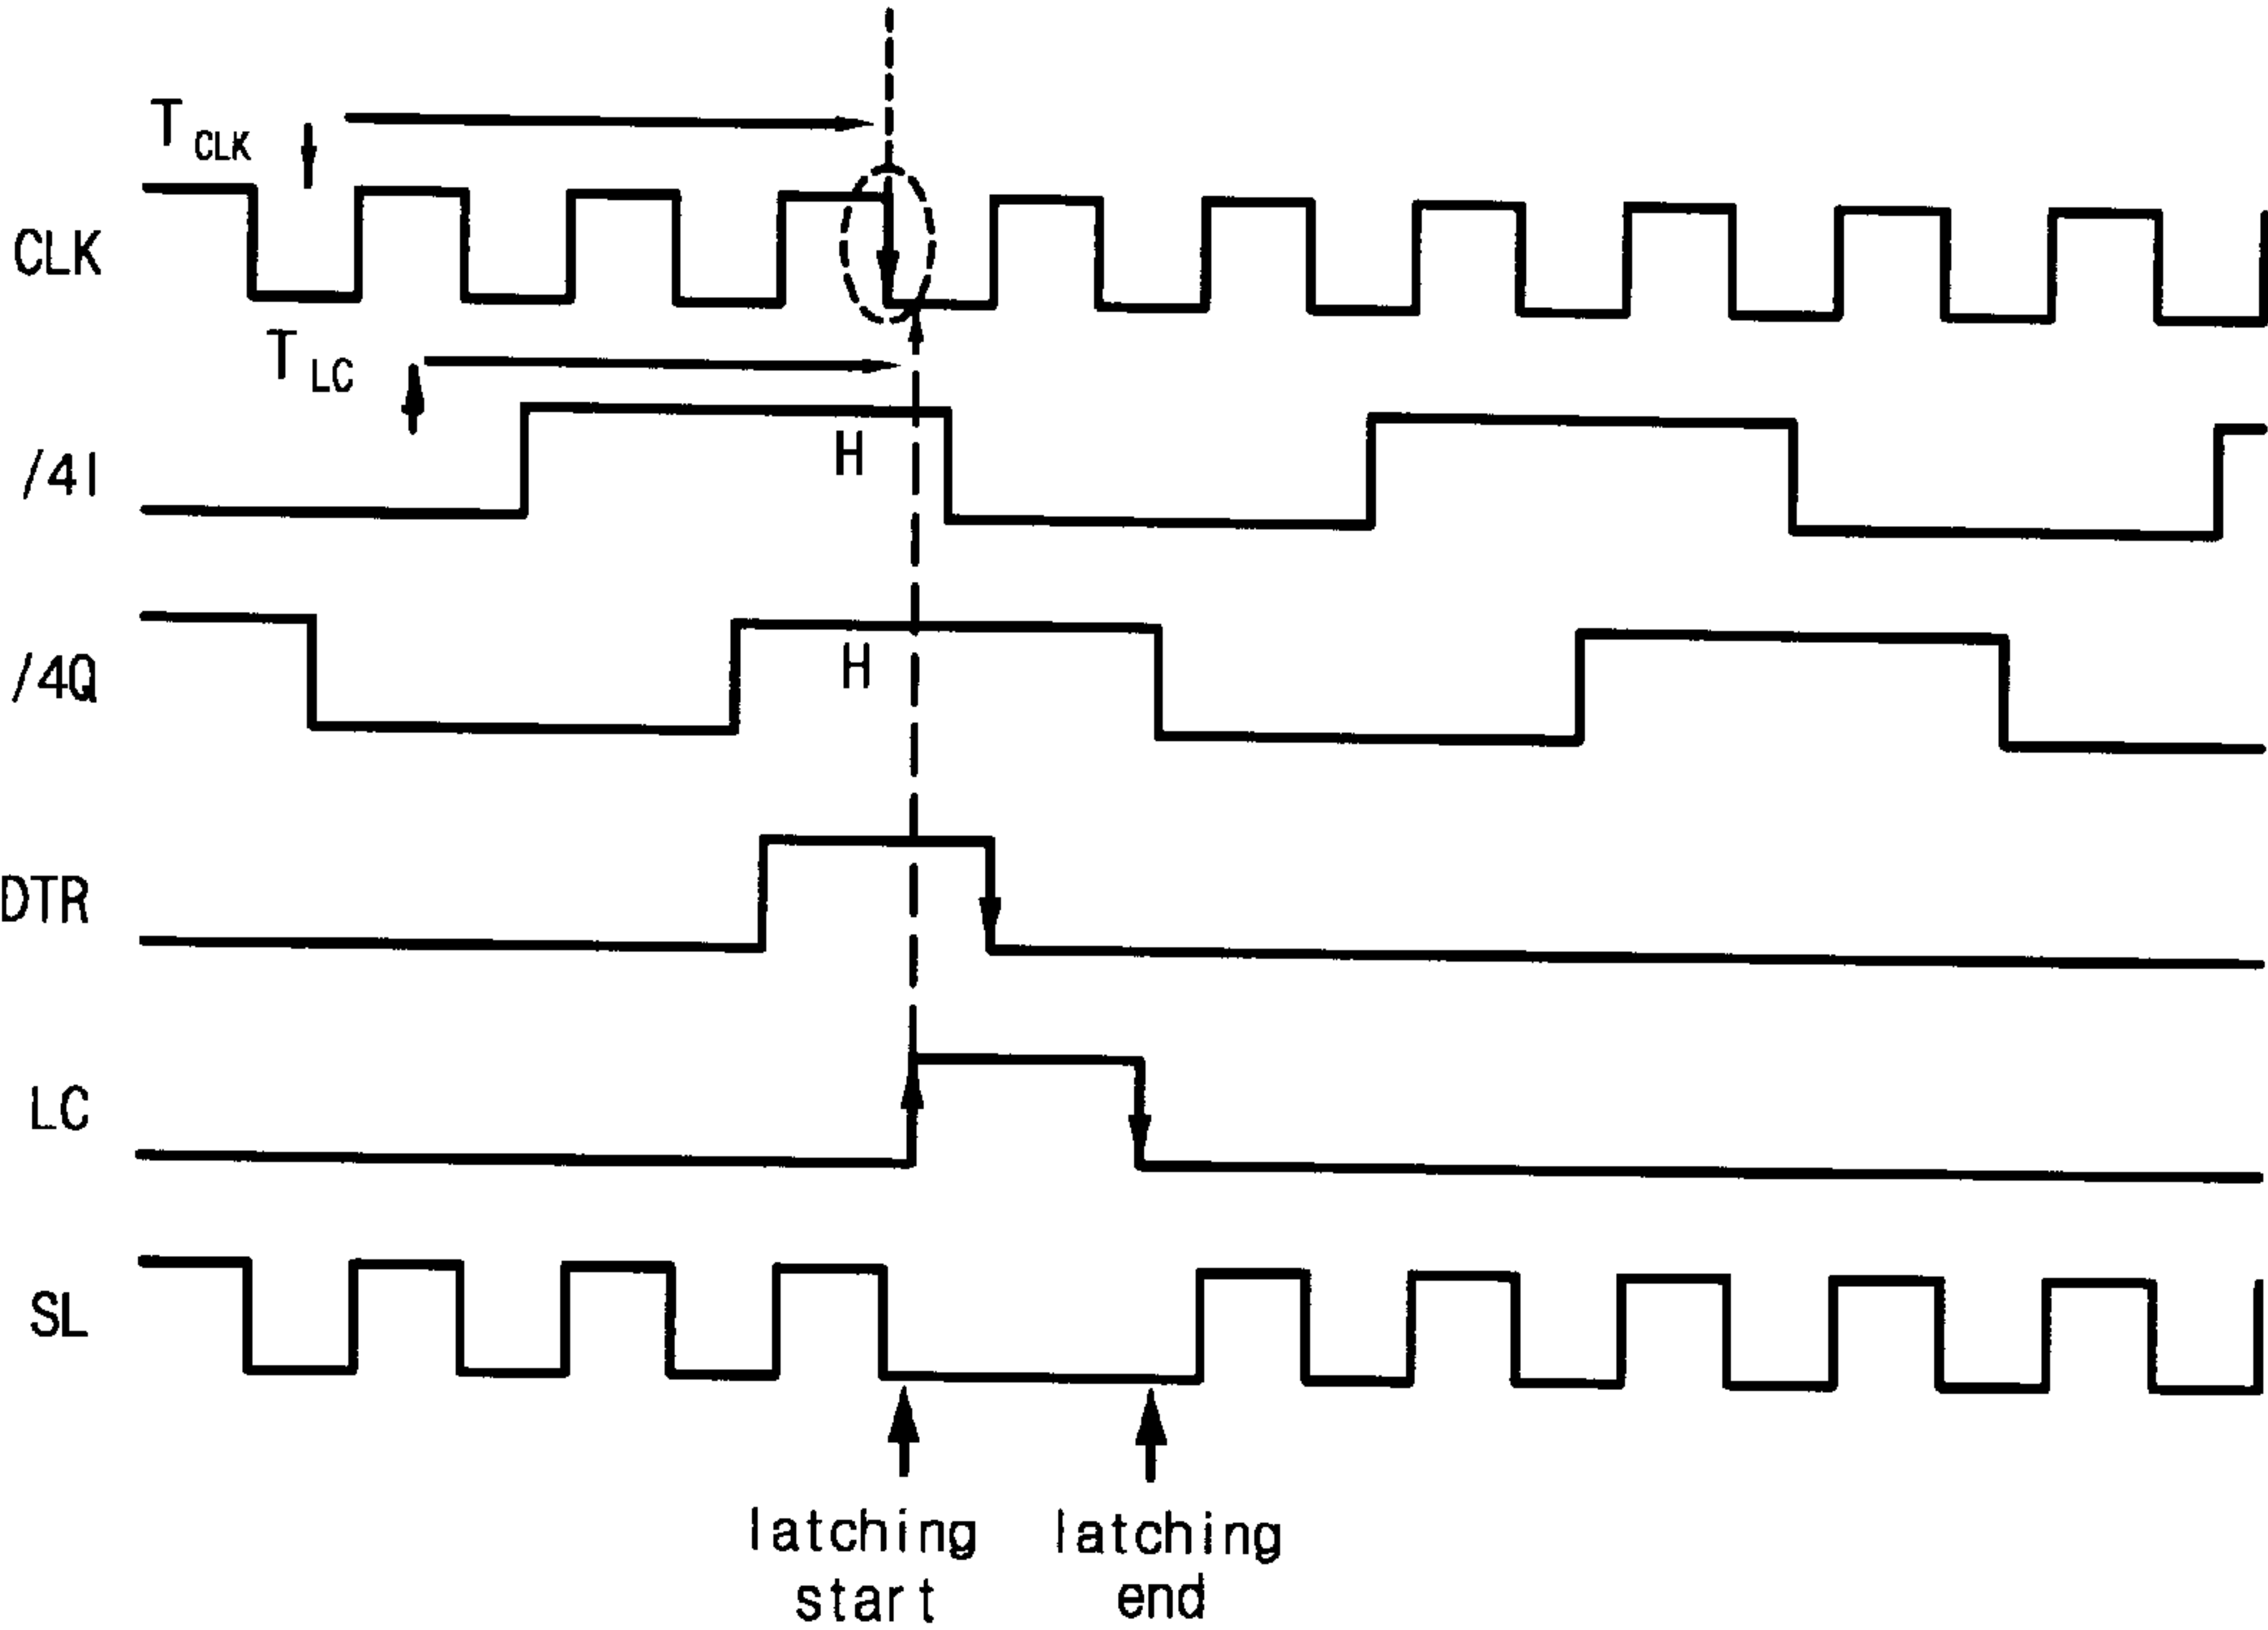 T CLK
CLK
T LC
/4I
H
/4Q
H
DTR
LC
SL
latching start
latching end